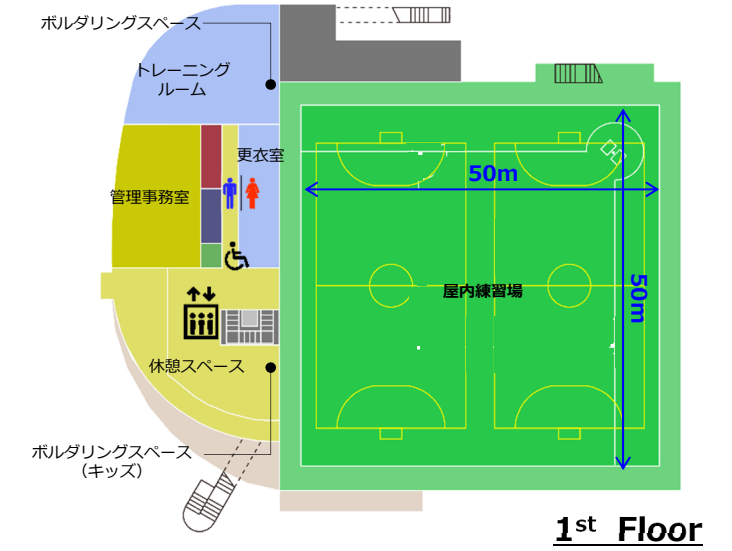 ボルダリングスペース
トレーニング
ルーム
更衣室
管理事務室
50m
50m
屋内練習場
休憩スペース
ボルダリングスペース
（キッズ）
1st Floor